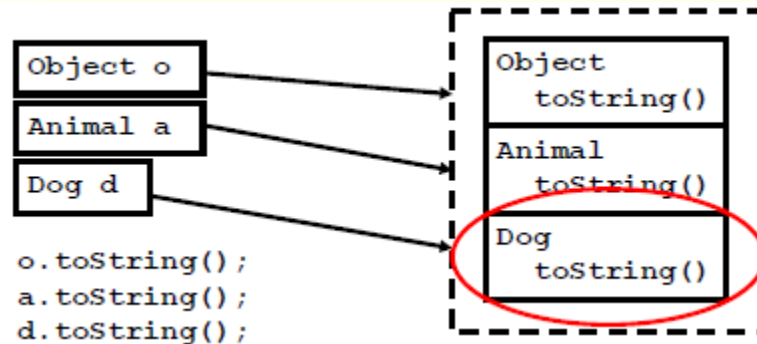 Object o
Animal a
Dog d
o.toString();
a.toString();
d.toString();
Object
toString()
Animal
toString()
Dog
toString()